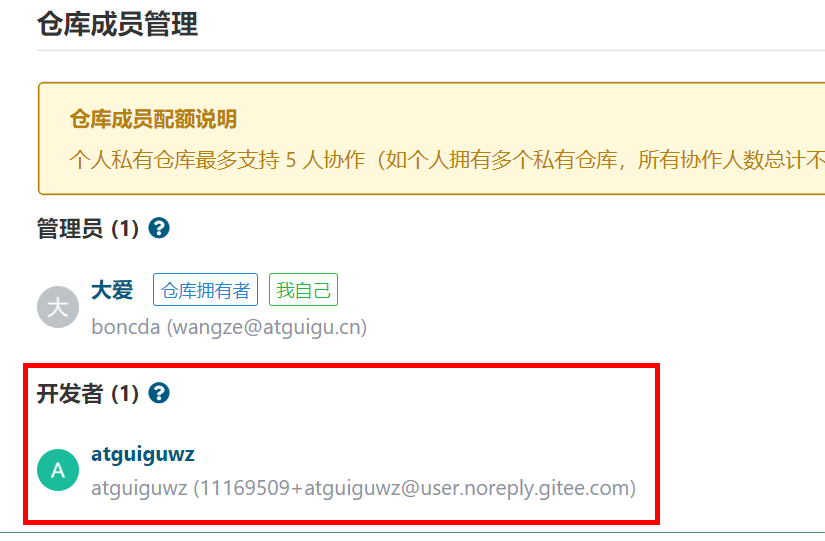 仓库成员管理
仓库成员配额说明
个人私有仓库最多支持 5 人协作（如个人拥有多个私有仓库，所有协作人数总计不
管理员 (1) ?
大 大爱 仓库拥有者 我自己
boncda (wangze@atguigu.cn)
开发者 (1) ?
A atguiguwz
atguiguwz (11169509+atguiguwz@user.noreply.gitee.com)